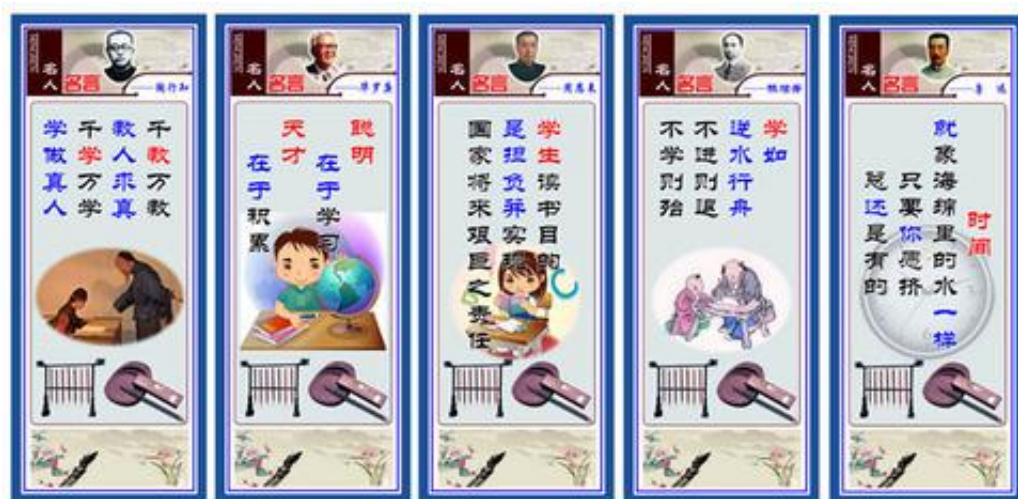 名人
名言
——陶行知
千教万教
教人求真
千学万学
学做真人
名人
名言
——华罗庚
聪明
在于学习
天才
在于积累
名人
名言
——周恩来
学生读书目的
是担负并实现
国家将来艰巨之责任
名人
名言
学如
逆水行舟
不进则退
不学则殆
名人
名言
——鲁 迅
时间
就象海绵里的水一样
只要你愿挤
总还是有的